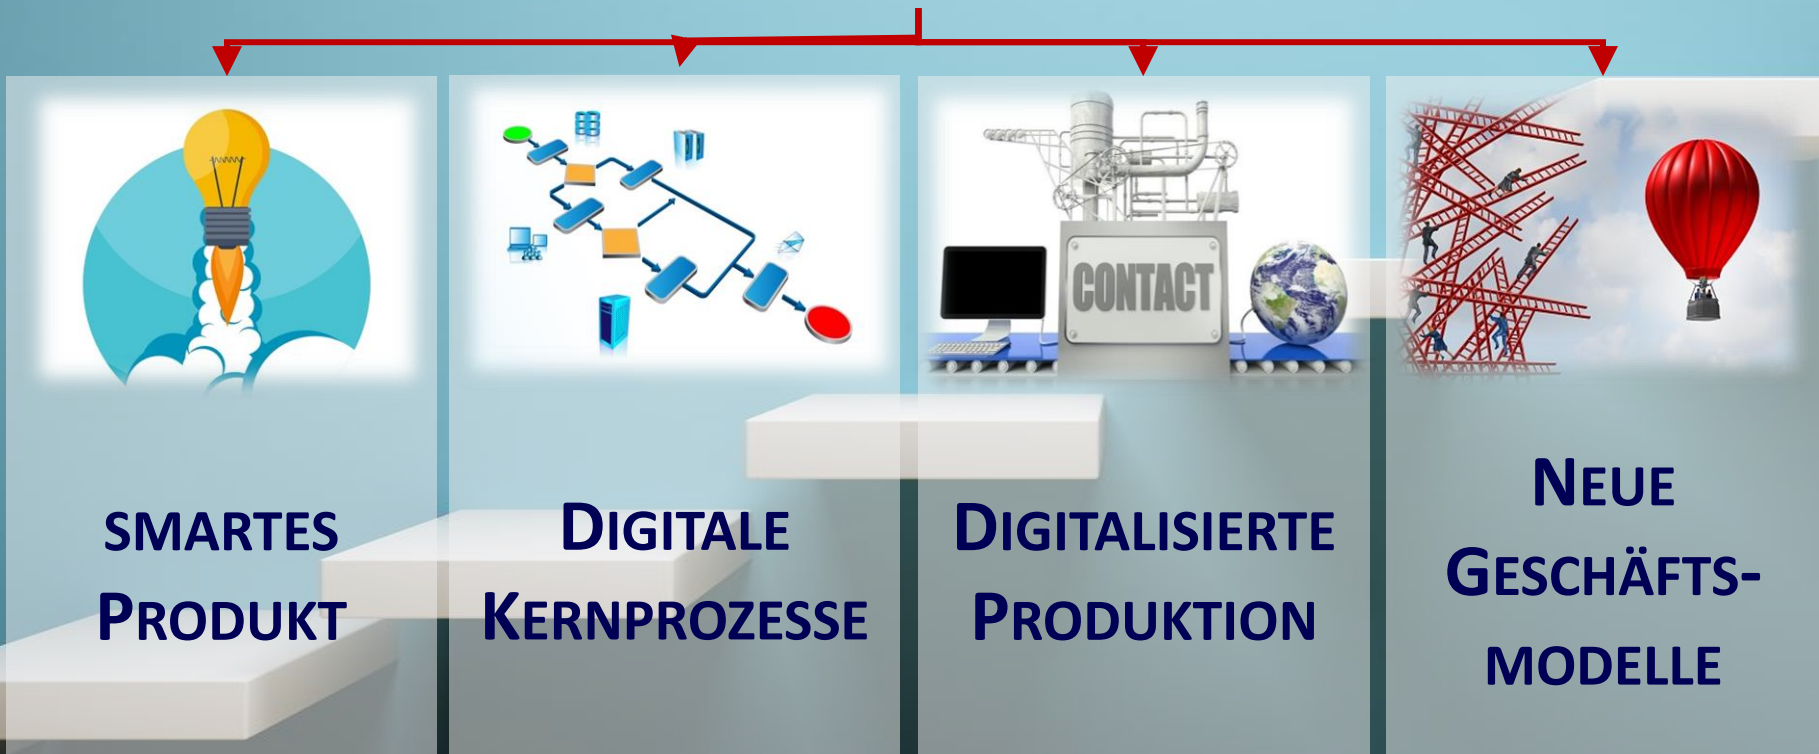 CONTACT
SMARTES
PRODUKT
DIGITALE
KERNPROZESSE
DIGITALISIERTE
PRODUKTION
NEUE
GESCHÄFTS-
MODELLE